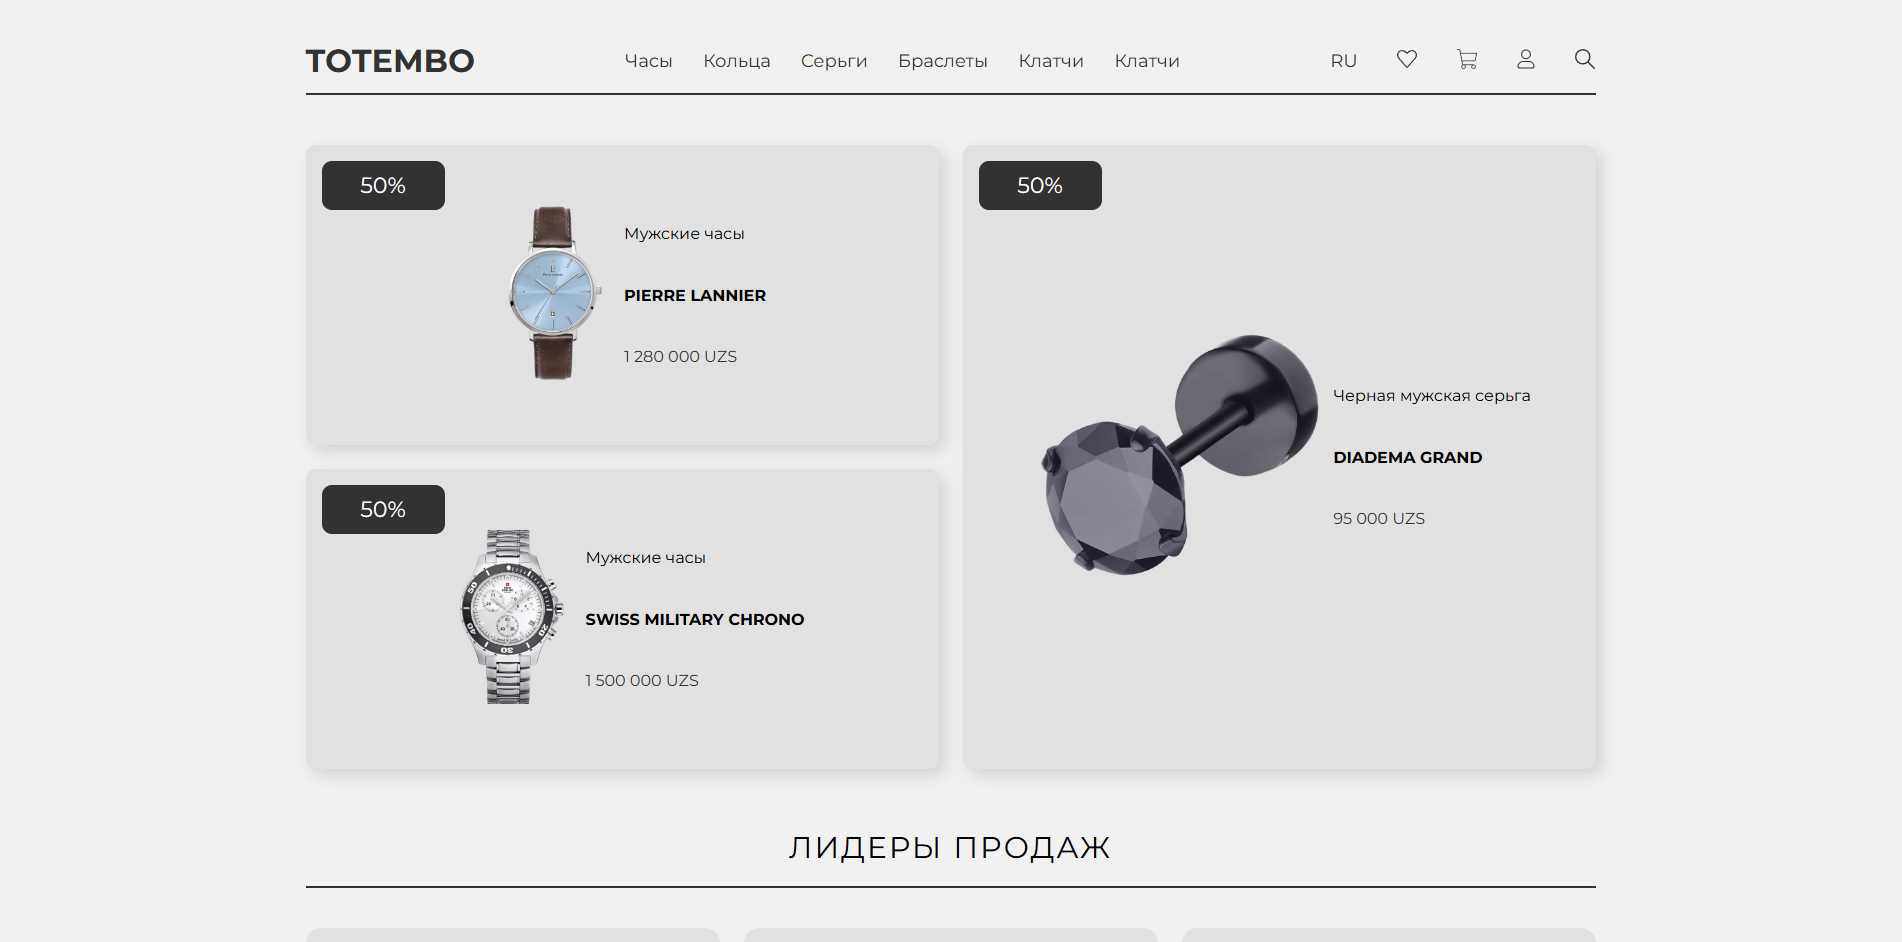 TOTEMBO
Часы Кольца Серьги Браслеты Клатчи Клатчи
RU
50%
Мужские часы
PIERRE LANNIER
1 280 000 UZS
50%
Мужские часы
SWISS MILITARY CHRONO
1 500 000 UZS
50%
Черная мужская серьга
DIADEMA GRAND
95 000 UZS
ЛИДЕРЫ ПРОДАЖ